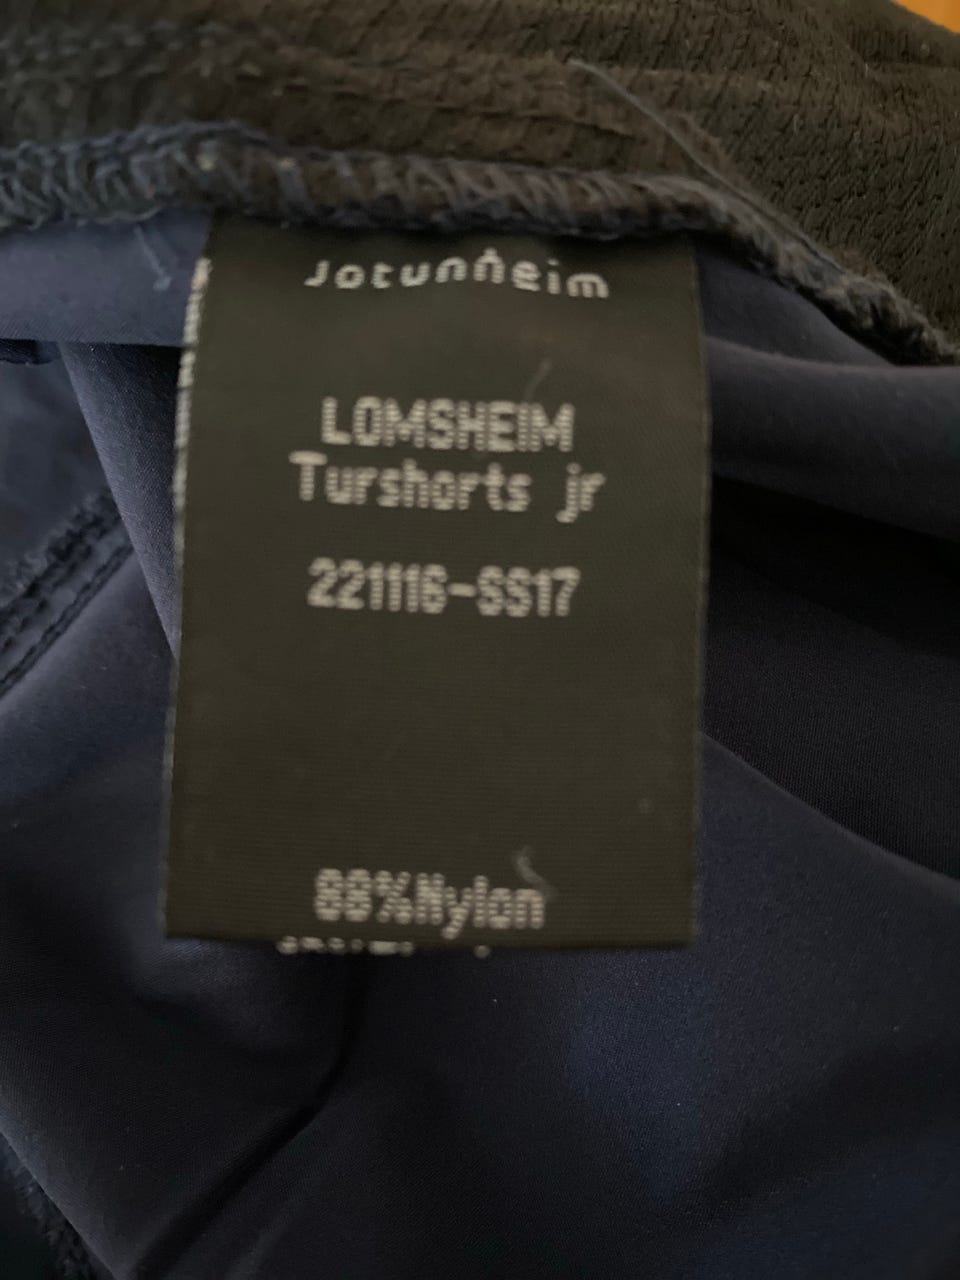 Jotunheim
LOMSHEIM
Turshorts jr
221116-SS17
88%Nylon